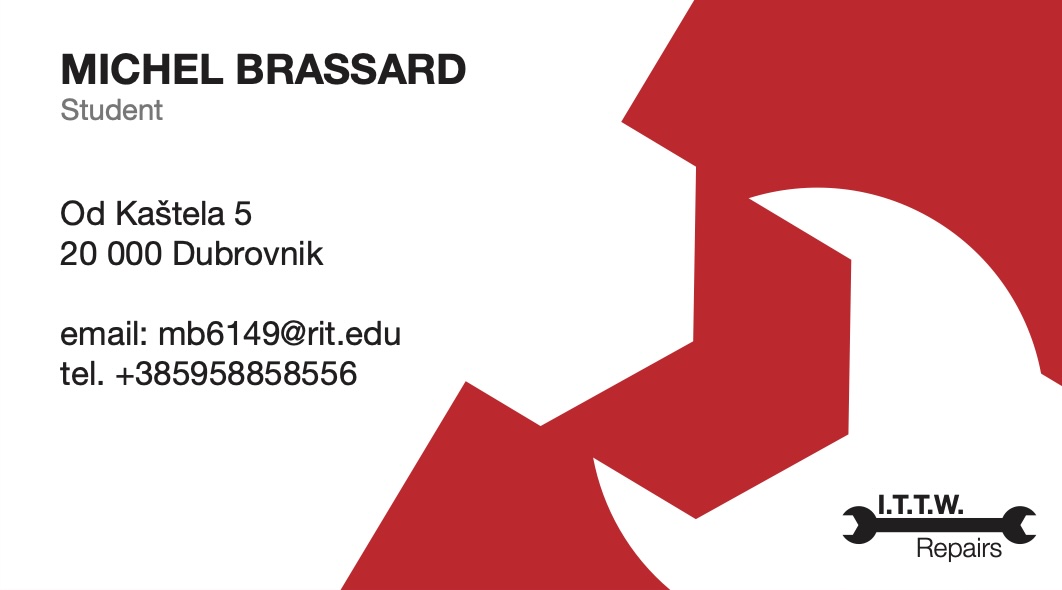 MICHEL BRASSARD
Student
Od Kaštela 5
20 000 Dubrovnik
email: mb6149@rit.edu
tel. +385958858556
I.T.T.W.
Repairs